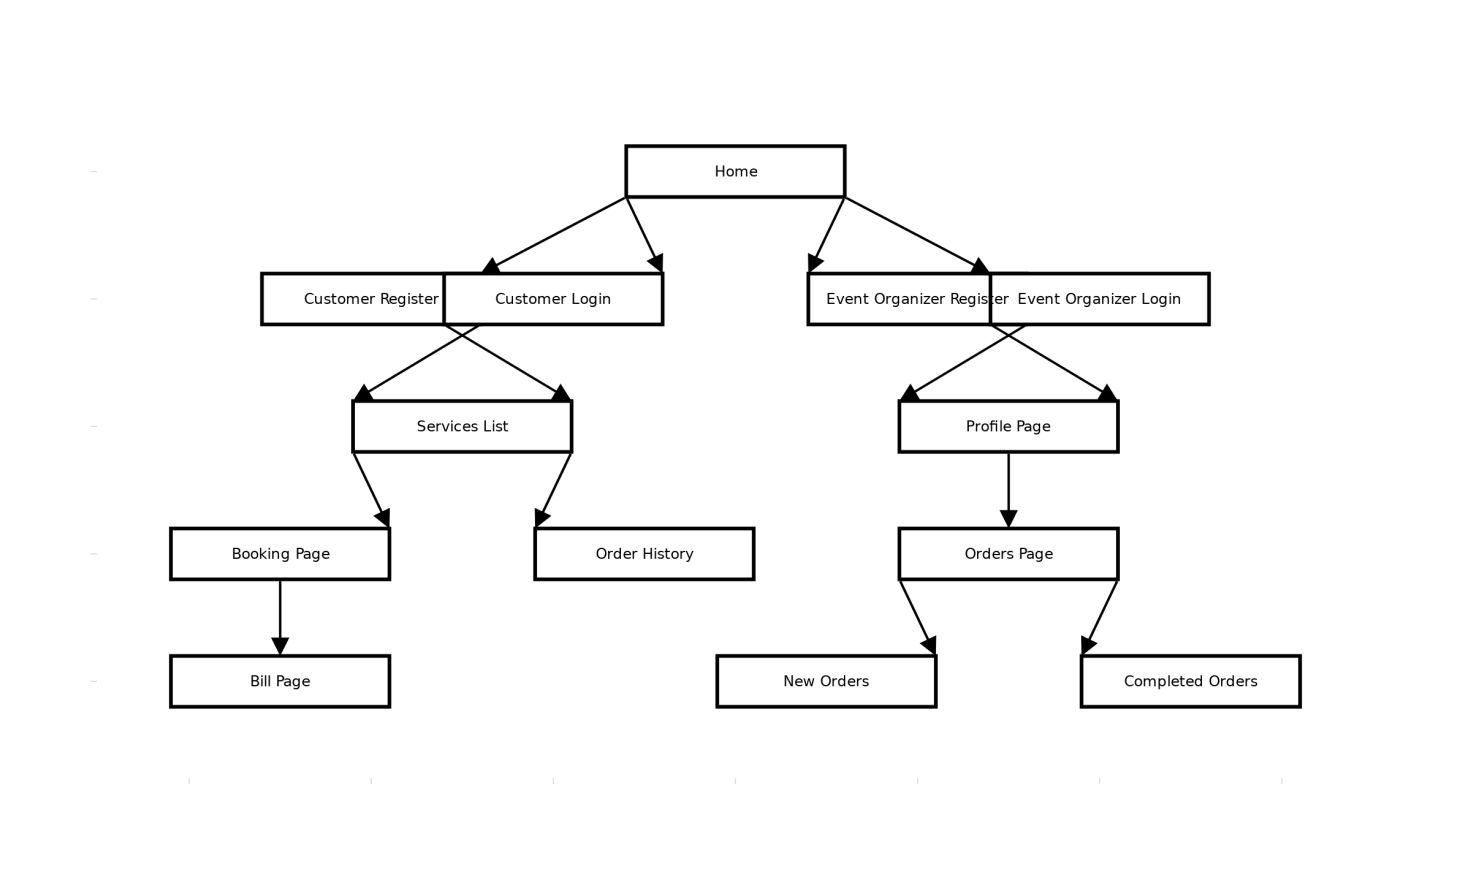 Home
Customer Register
Customer Login
Event Organizer Register
Event Organizer Login
Services List
Profile Page
Booking Page
Order History
Orders Page
Bill Page
New Orders
Completed Orders